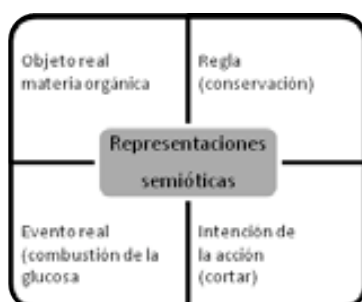 Objeto real
materia orgánica
Regla
(conservación)
Representaciones
semióticas
Evento real
(combustión de la
glucosa
Intención de
la acción
(cortar)